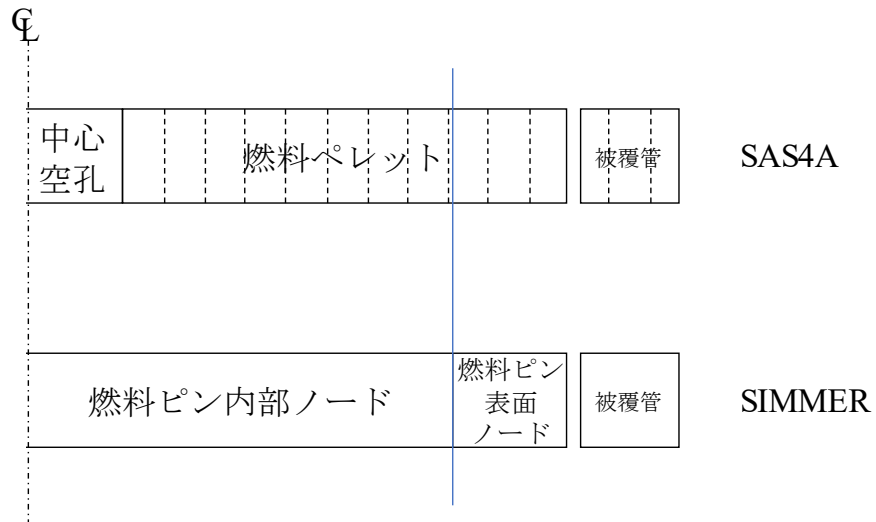 ℄
中心
空孔
燃料ペレット
被覆管
SAS4A
燃料ピン内部ノード
燃料ピン
表面
ノード
被覆管
SIMMER